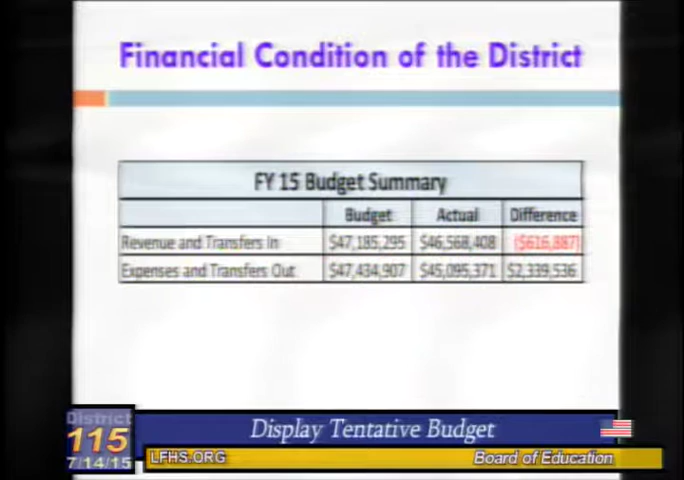 Financial Condition of the District
FY 15 Budget Summary
Budget Actual Difference
Revenue and Transfers In $47,185,295 $46,568,408 ($616,887)
Expenses and Transfers Out $47,434,907 $45,095,371 $2,339,536
District
115
7/14/15
Display Tentative Budget
LFHS.ORG
Board of Education